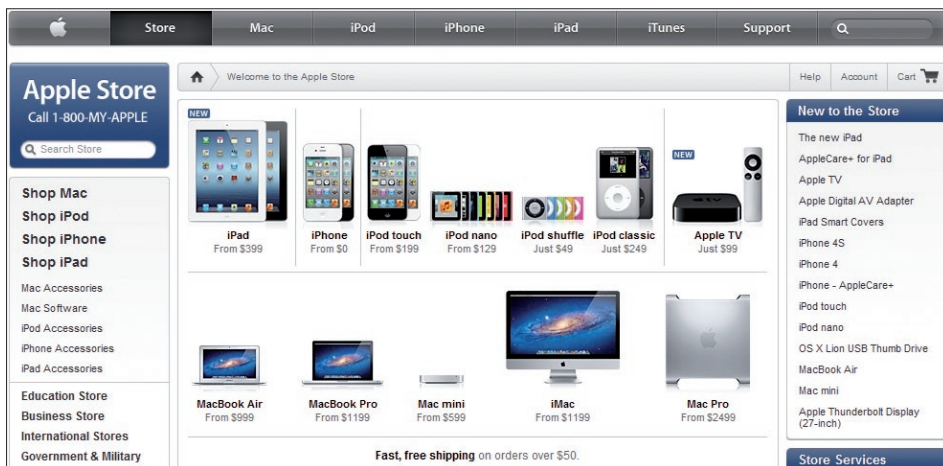 Store
Mac
iPod
iPhone
iPad
iTunes
Support
Apple Store
Call 1-800-MY-APPLE
Search Store
Shop Mac
Shop iPod
Shop iPhone
Shop iPad
Mac Accessories
Mac Software
iPod Accessories
iPhone Accessories
iPad Accessories
Education Store
Business Store
International Stores
Government & Military
Welcome to the Apple Store
Help
Account
Cart
NEW
iPad
From $399
iPhone
From $0
iPod touch
From $199
iPod nano
From $129
iPod shuffle
Just $49
iPod classic
Just $249
NEW
tv
Apple TV
Just $99
MacBook Air
From $999
MacBook Pro
From $1199
Mac mini
From $599
iMac
From $1199
Mac Pro
From $2499
Fast, free shipping on orders over $50.
New to the Store
The new iPad
AppleCare+ for iPad
Apple TV
Apple Digital AV Adapter
iPad Smart Covers
iPhone 4S
iPhone 4
iPhone - AppleCare+
iPod touch
iPod nano
OS X Lion USB Thumb Drive
MacBook Air
Mac mini
Apple Thunderbolt Display
(27-inch)
Store Services